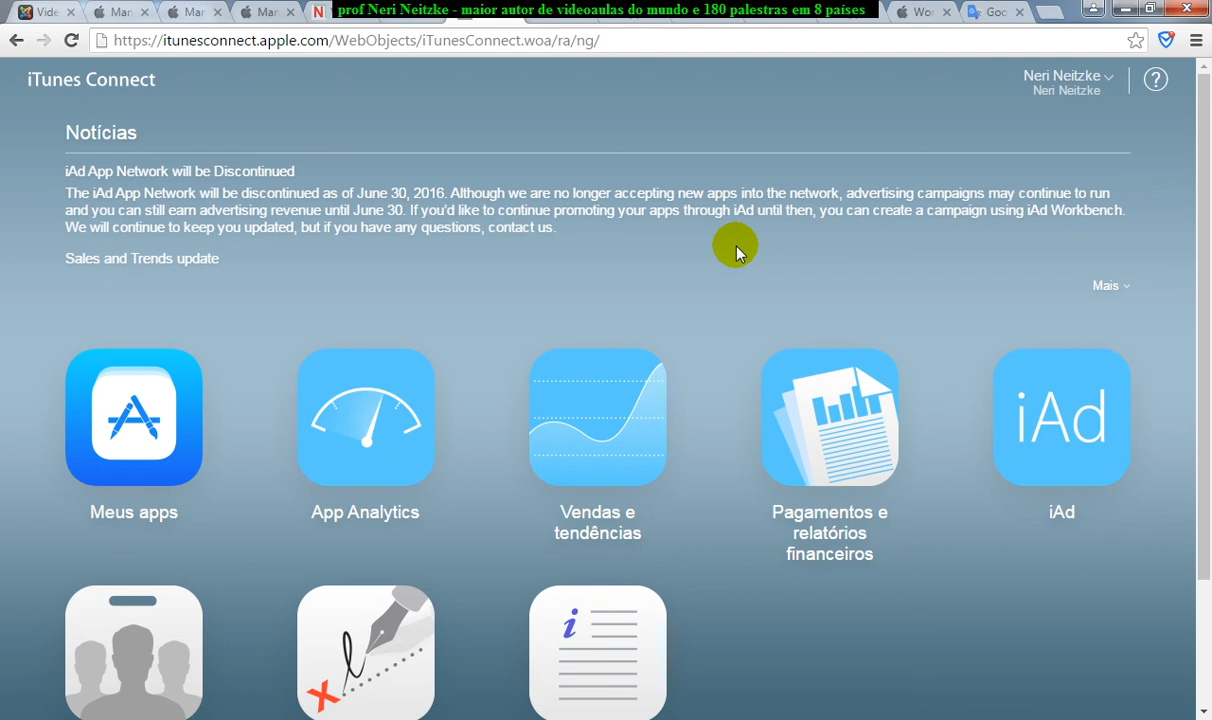 Vide
Mar
Mar
Mar
N
prof Neri Neitzke - maior autor de videoaulas do mundo e 180 palestras em 8 países
Wor
Goo
https://itunesconnect.apple.com/WebObjects/iTunesConnect.woa/ra/ng/
iTunes Connect
Neri Neitzke
Neri Neitzke
?
Notícias
iAd App Network will be Discontinued
The iAd App Network will be discontinued as of June 30, 2016. Although we are no longer accepting new apps into the network, advertising campaigns may continue to run
and you can still earn advertising revenue until June 30. If you'd like to continue promoting your apps through iAd until then, you can create a campaign using iAd Workbench.
We will continue to keep you updated, but if you have any questions, contact us.
Sales and Trends update
Mais
iAd
Meus apps
App Analytics
Vendas e
tendências
Pagamentos e
relatórios
financeiros
iAd
i